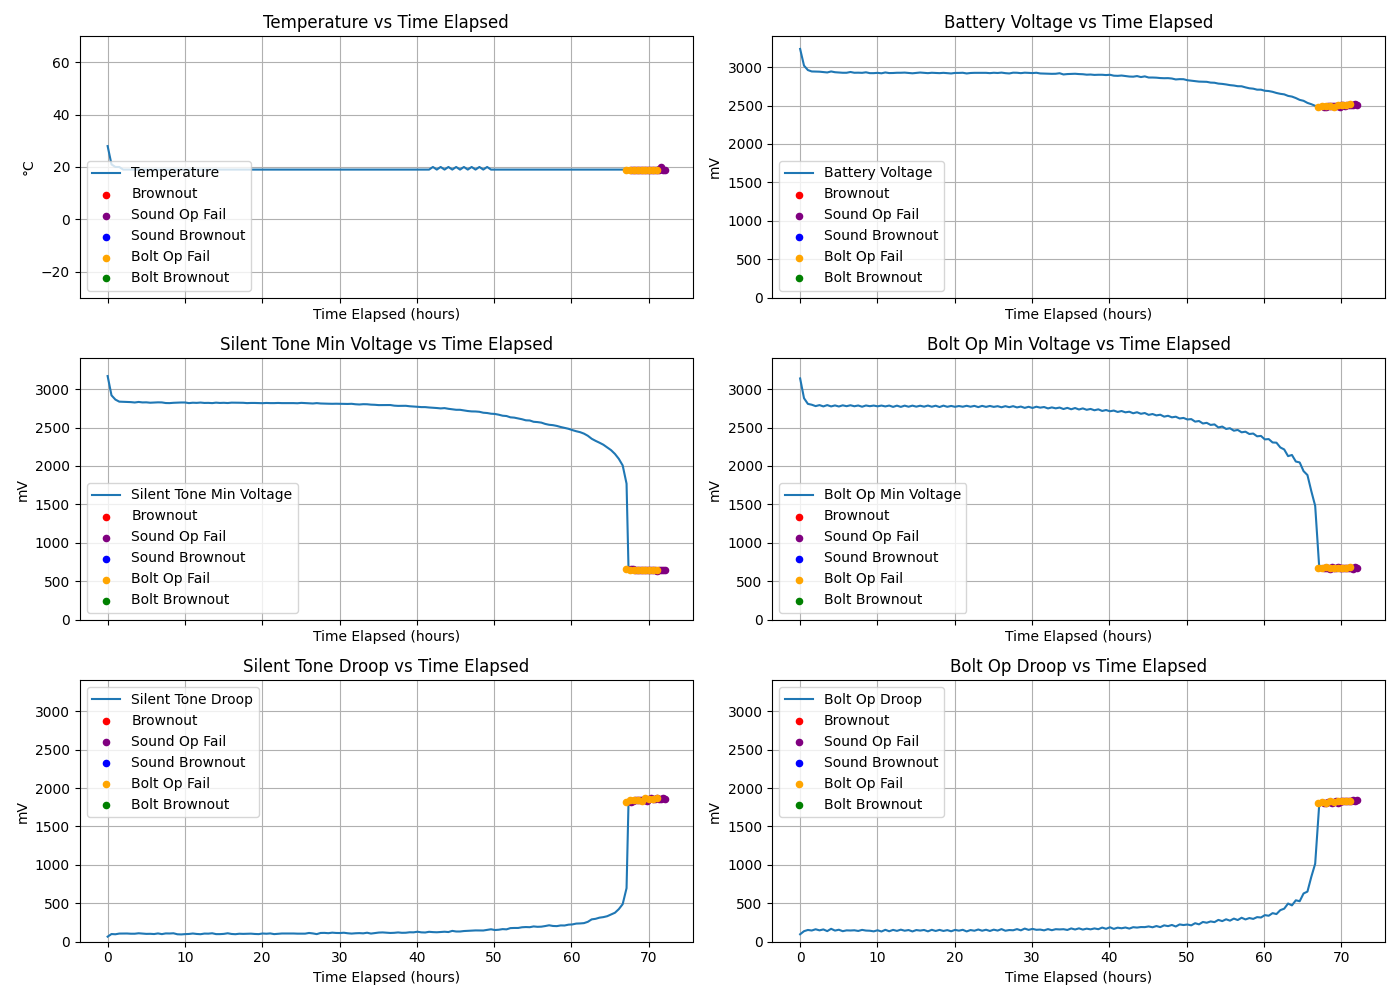 Temperature vs Time Elapsed
60
40
20
0
−20
°C
Temperature
Brownout
Sound Op Fail
Sound Brownout
Bolt Op Fail
Bolt Brownout
Time Elapsed (hours)
Battery Voltage vs Time Elapsed
3000
2500
2000
1500
1000
500
0
mV
Battery Voltage
Brownout
Sound Op Fail
Sound Brownout
Bolt Op Fail
Bolt Brownout
Time Elapsed (hours)
Silent Tone Min Voltage vs Time Elapsed
3000
2500
2000
1500
1000
500
0
mV
Silent Tone Min Voltage
Brownout
Sound Op Fail
Sound Brownout
Bolt Op Fail
Bolt Brownout
Time Elapsed (hours)
Bolt Op Min Voltage vs Time Elapsed
3000
2500
2000
1500
1000
500
0
mV
Bolt Op Min Voltage
Brownout
Sound Op Fail
Sound Brownout
Bolt Op Fail
Bolt Brownout
Time Elapsed (hours)
Silent Tone Droop vs Time Elapsed
3000
2500
2000
1500
1000
500
0
mV
Silent Tone Droop
Brownout
Sound Op Fail
Sound Brownout
Bolt Op Fail
Bolt Brownout
0 10 20 30 40 50 60 70
Time Elapsed (hours)
Bolt Op Droop vs Time Elapsed
3000
2500
2000
1500
1000
500
0
mV
Bolt Op Droop
Brownout
Sound Op Fail
Sound Brownout
Bolt Op Fail
Bolt Brownout
0 10 20 30 40 50 60 70
Time Elapsed (hours)